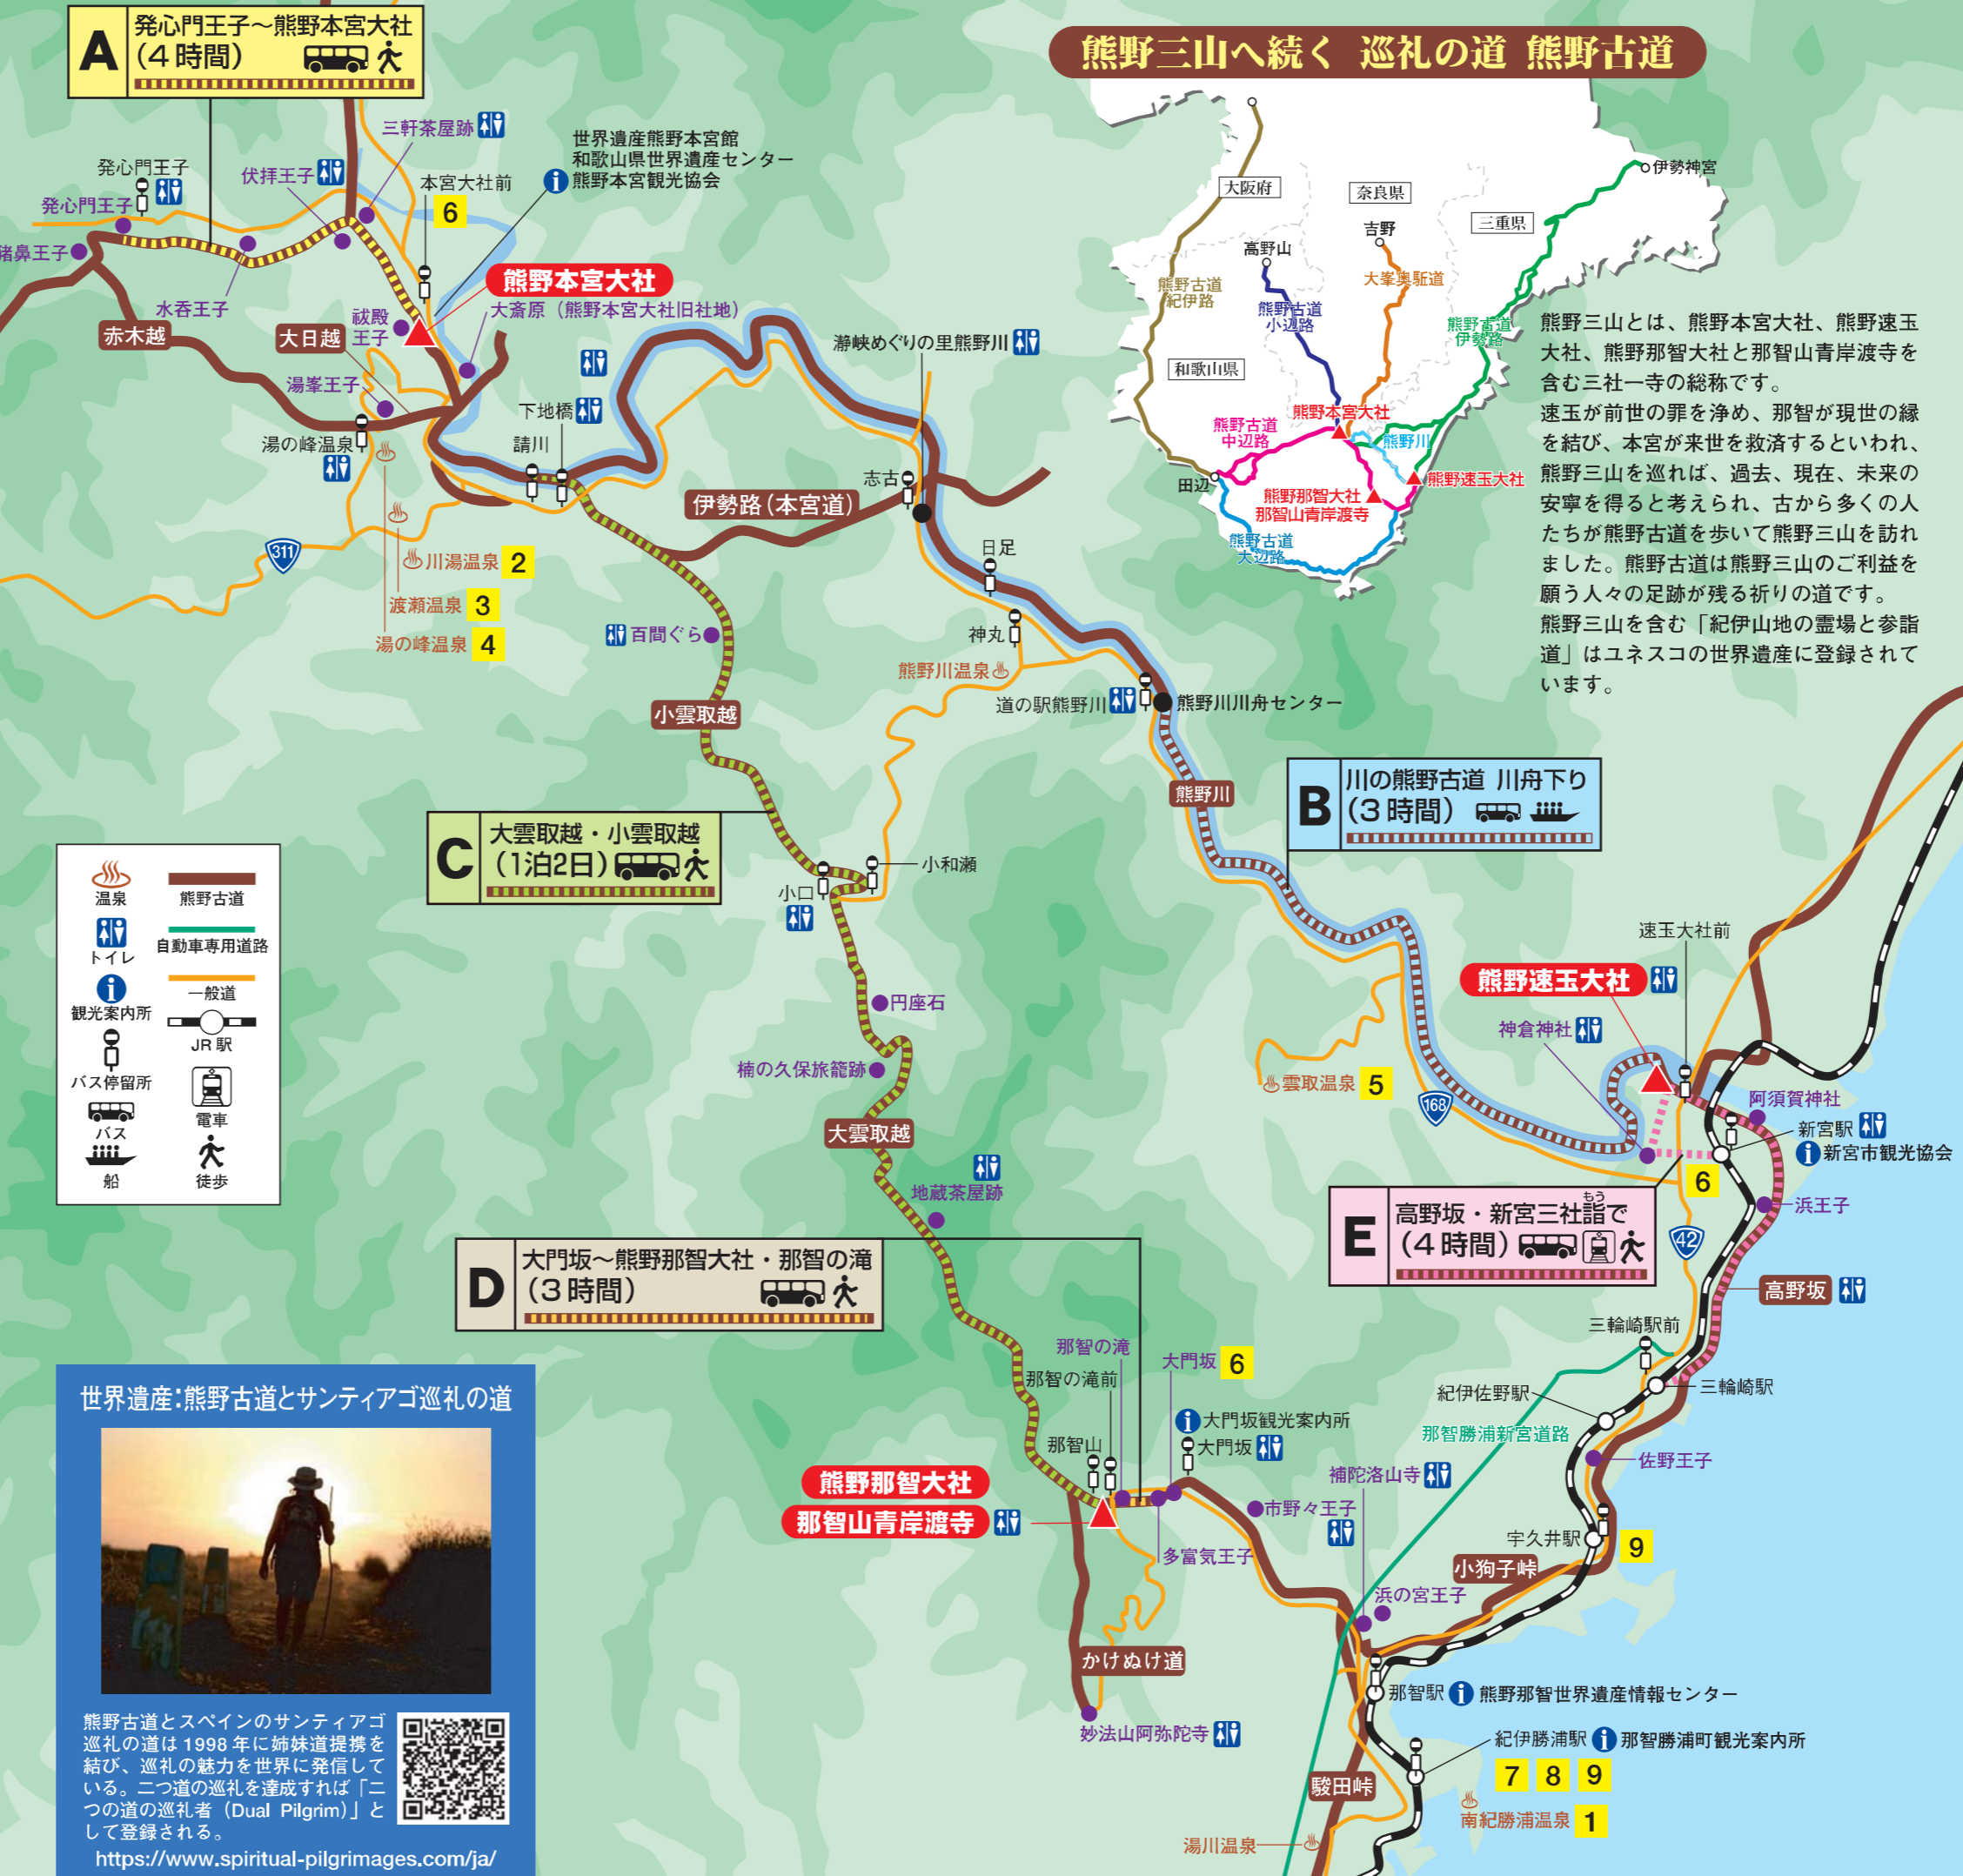 A
発心門王子〜熊野本宮大社
(4時間)
熊野三山へ続く 巡礼の道 熊野古道
三軒茶屋跡
世界遺産熊野本宮館
和歌山県世界遺産センター
熊野本宮観光協会
発心門王子
伏拝王子
本宮大社前
6
発心門王子
猪鼻王子
水呑王子
熊野本宮大社
大斎原（熊野本宮大社旧社地）
祓殿
王子
赤木越
大日越
湯峯王子
下地橋
請川
湯の峰温泉
311
川湯温泉 2
渡瀬温泉 3
湯の峰温泉 4
瀞峡めぐりの里熊野川
志古
伊勢路（本宮道）
日足
神丸
百間ぐら
熊野川温泉
道の駅熊野川
熊野川川舟センター
小雲取越
熊野川
大阪府
奈良県
三重県
和歌山県
伊勢神宮
高野山
吉野
大峯奥駈道
熊野古道
紀伊路
熊野古道
小辺路
熊野古道
伊勢路
熊野本宮大社
熊野古道
中辺路
熊野川
田辺
熊野速玉大社
熊野那智大社
那智山青岸渡寺
熊野古道
大辺路
熊野三山とは、熊野本宮大社、熊野速玉
大社、熊野那智大社と那智山青岸渡寺を
含む三社一寺の総称です。
速玉が前世の罪を浄め、那智が現世の縁
を結び、本宮が来世を救済するといわれ、
熊野三山を巡れば、過去、現在、未来の
安寧を得ると考えられ、古から多くの人
たちが熊野古道を歩いて熊野三山を訪れ
ました。熊野古道は熊野三山のご利益を
願う人々の足跡が残る祈りの道です。
熊野三山を含む「紀伊山地の霊場と参詣
道」はユネスコの世界遺産に登録されて
います。
B
川の熊野古道 川舟下り
(3時間)
C
大雲取越・小雲取越
(1泊2日)
小和瀬
小口
温泉
熊野古道
トイレ
自動車専用道路
観光案内所
一般道
JR駅
バス停留所
電車
バス
船
徒歩
円座石
楠の久保旅籠跡
大雲取越
地蔵茶屋跡
雲取温泉 5
168
速玉大社前
熊野速玉大社
神倉神社
阿須賀神社
新宮駅
新宮市観光協会
6
浜王子
E
もう
高野坂・新宮三社詣で
(4時間)
42
高野坂
三輪崎駅前
三輪崎駅
紀伊佐野駅
那智勝浦新宮道路
佐野王子
宇久井駅
9
小狗子峠
D
大門坂〜熊野那智大社・那智の滝
(3時間)
那智の滝
那智の滝前
大門坂 6
大門坂観光案内所
大門坂
那智山
熊野那智大社
那智山青岸渡寺
市野々王子
補陀洛山寺
多富気王子
浜の宮王子
かけぬけ道
妙法山阿弥陀寺
那智駅
熊野那智世界遺産情報センター
紀伊勝浦駅
那智勝浦町観光案内所
7 8 9
駿田峠
南紀勝浦温泉 1
湯川温泉
世界遺産:熊野古道とサンティアゴ巡礼の道
熊野古道とスペインのサンティアゴ
巡礼の道は1998年に姉妹道提携を
結び、巡礼の魅力を世界に発信して
いる。二つ道の巡礼を達成すれば「二
つの道の巡礼者（Dual Pilgrim）」と
して登録される。
https://www.spiritual-pilgrimages.com/ja/